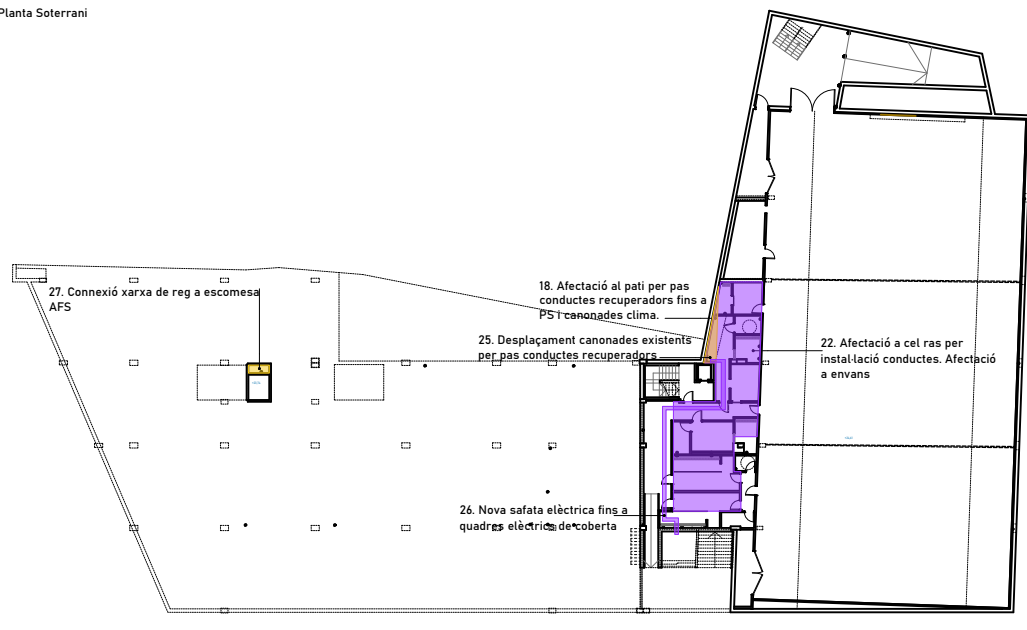 Planta Soterrani
27. Connexió xarxa de reg a escomesa
AFS
18. Afectació al pati per pas
conductes recuperadors fins a
PS i canonades clima.
25. Desplaçament canonades existents
per pas conductes recuperadors
22. Afectació a cel ras per
instal·lació conductes. Afectació
a envans
26. Nova safata elèctrica fins a
quadres elèctrics de coberta